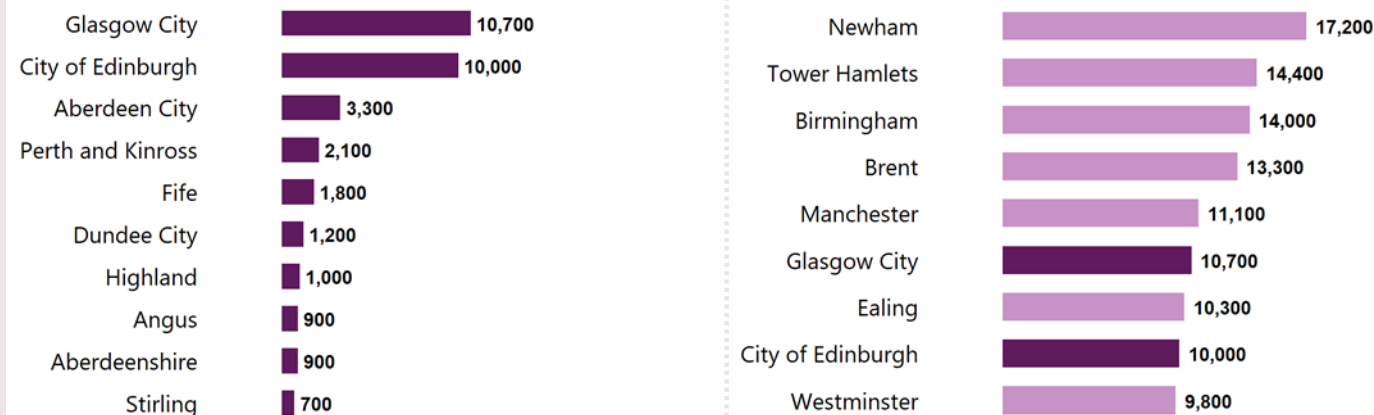 Glasgow City 10,700
City of Edinburgh 10,000
Aberdeen City 3,300
Perth and Kinross 2,100
Fife 1,800
Dundee City 1,200
Highland 1,000
Angus 900
Aberdeenshire 900
Stirling 700
Newham 17,200
Tower Hamlets 14,400
Birmingham 14,000
Brent 13,300
Manchester 11,100
Glasgow City 10,700
Ealing 10,300
City of Edinburgh 10,000
Westminster 9,800